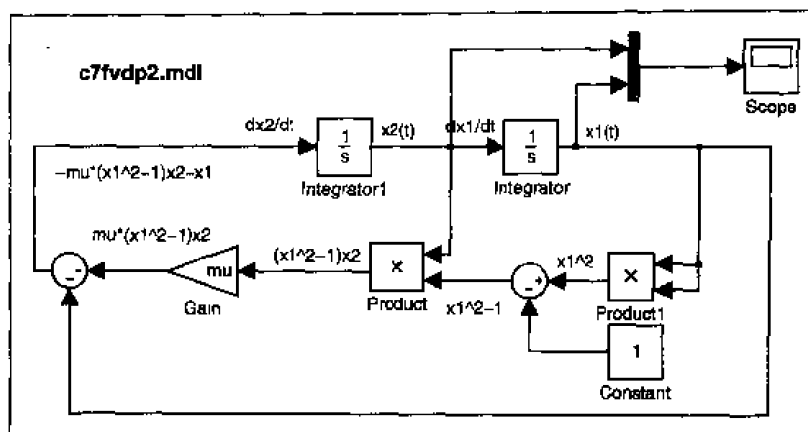 c7fvdp2.mdl
Scope
dx2/dt
1
s
x2(t)
dx1/dt
1
s
x1(t)
Integrator1
Integrator
-mu*(x1^2-1)x2-x1
mu*(x1^2-1)x2
mu
Gain
(x1^2-1)x2
×
Product
x1^2-1
x1^2
×
Product1
1
Constant